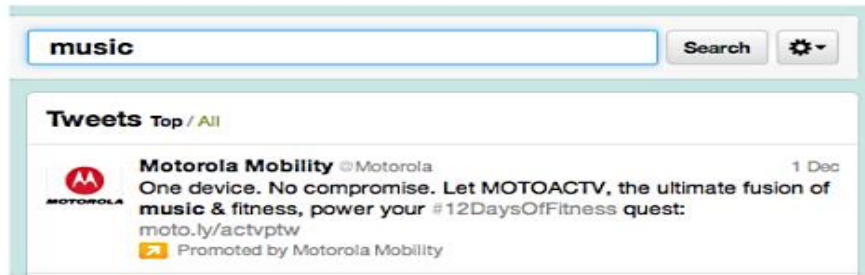 music
Search
Tweets Top / All
MOTOROLA
Motorola Mobility @Motorola 1 Dec
One device. No compromise. Let MOTOACTV, the ultimate fusion of
music & fitness, power your #12DaysOfFitness quest:
moto.ly/actvptw
Promoted by Motorola Mobility